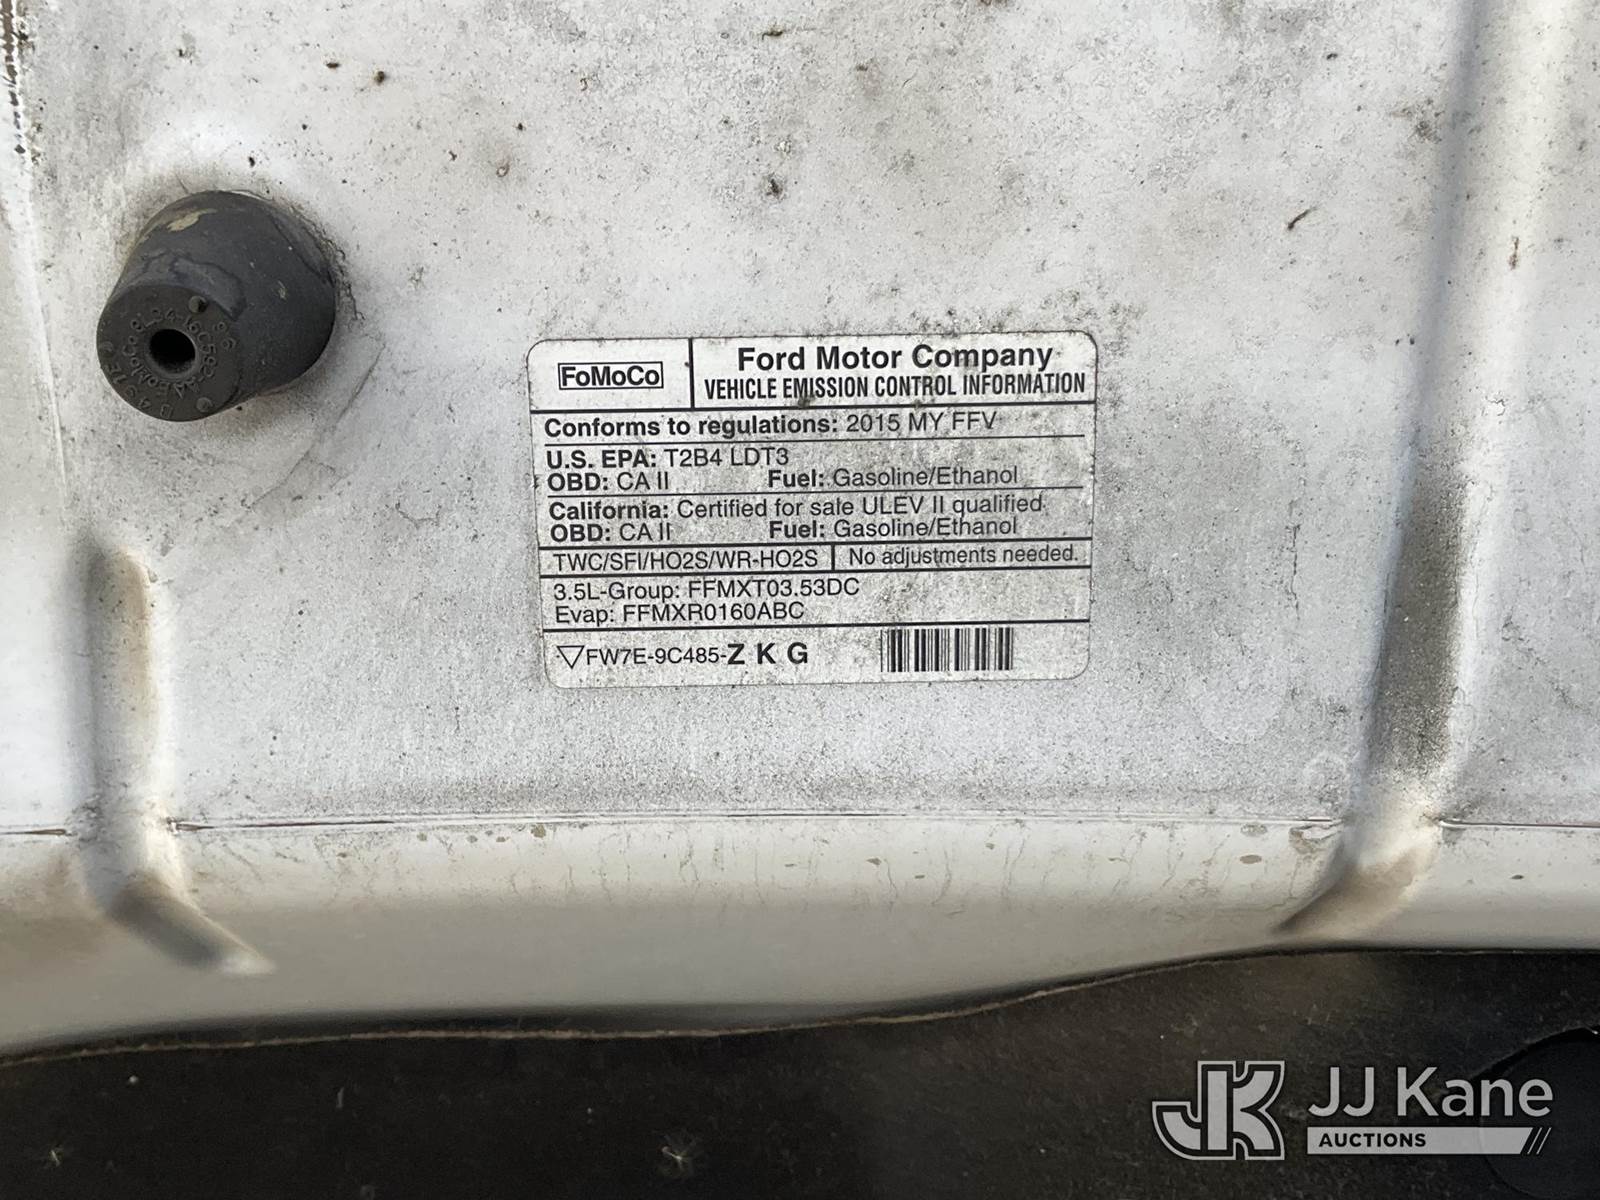 FoMoCo
Ford Motor Company
VEHICLE EMISSION CONTROL INFORMATION
Conforms to regulations: 2015 MY FFV
U.S. EPA: T2B4 LDT3
OBD: CA II Fuel: Gasoline/Ethanol
California: Certified for sale ULEV II qualified.
OBD: CA II Fuel: Gasoline/Ethanol
TWC/SFI/HO2S/WR-HO2S No adjustments needed.
3.5L-Group: FFMXT03.53DC
Evap: FFMXR0160ABC
FW7E-9C485-Z K G
JK
JJ Kane
AUCTIONS